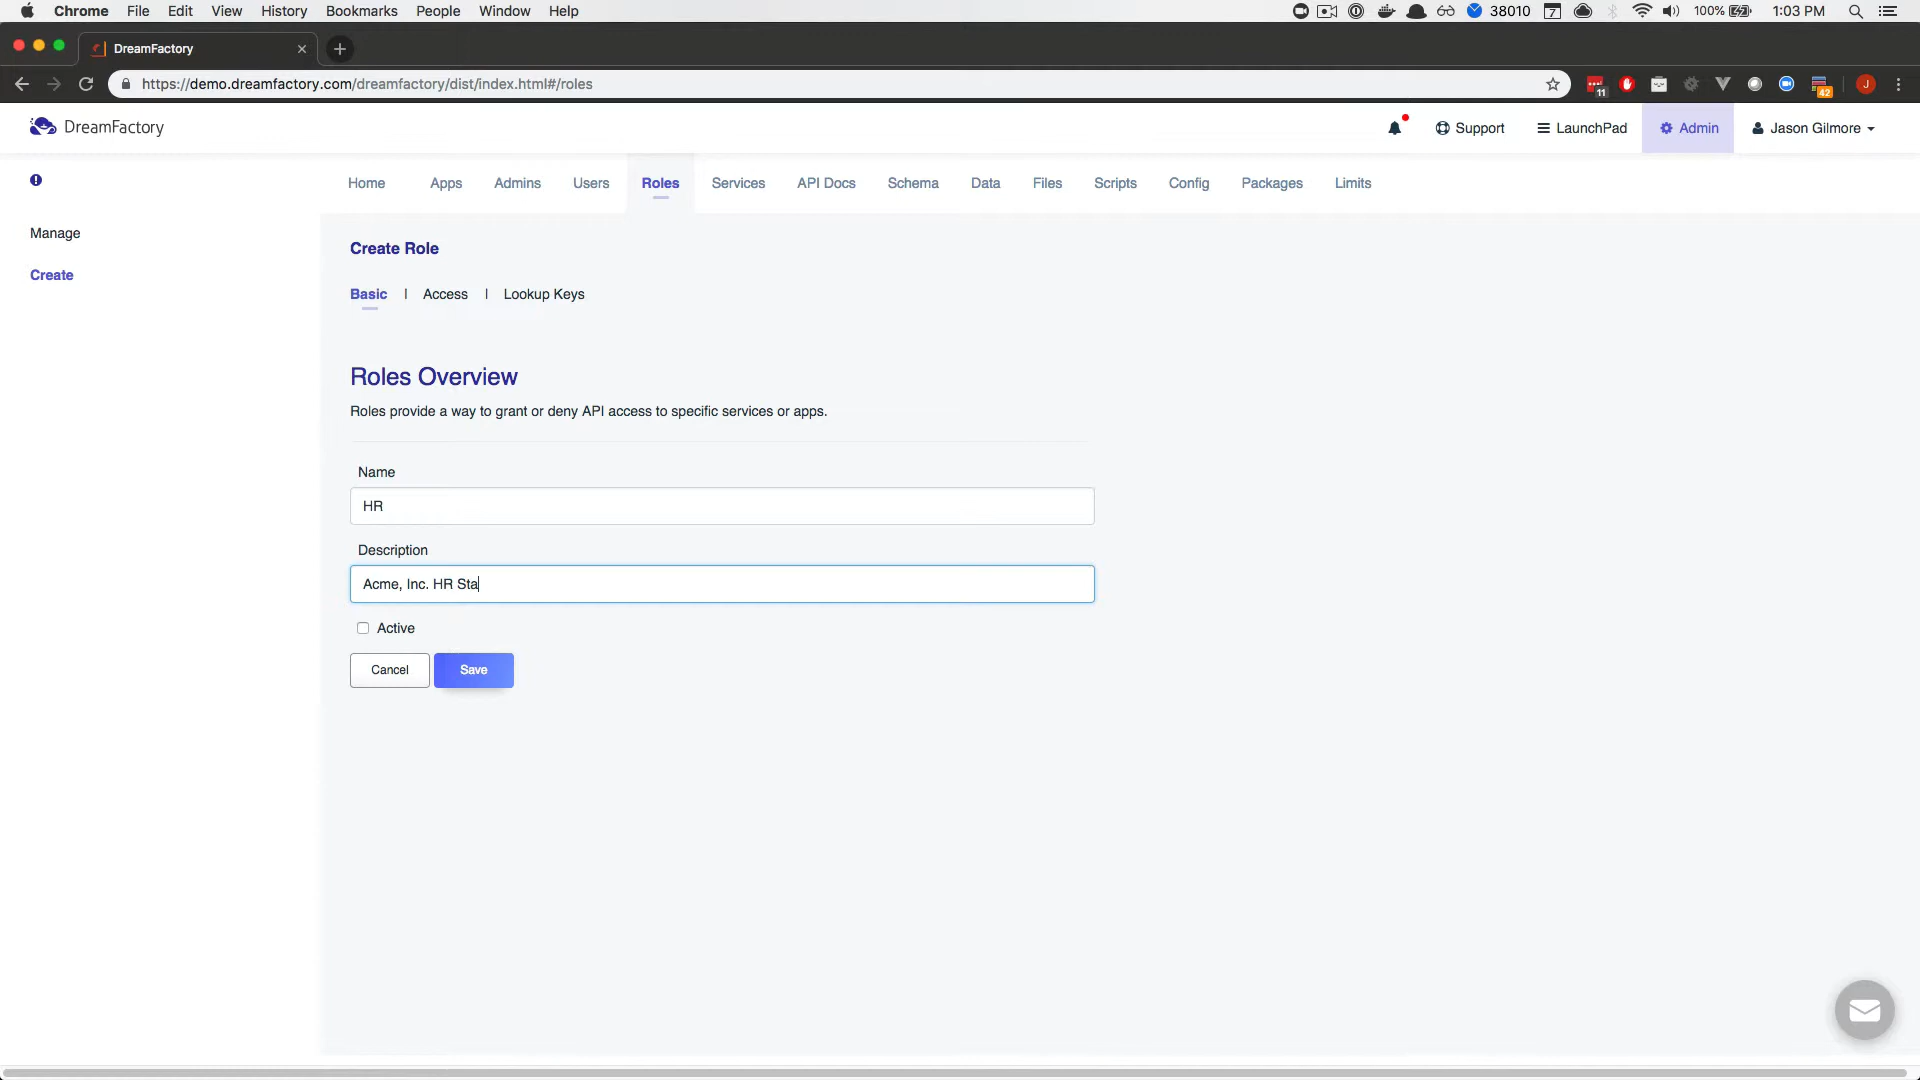 Chrome File Edit View History Bookmarks People Window Help 38010 7 100% 1:03 PM
DreamFactory
https://demo.dreamfactory.com/dreamfactory/dist/index.html#/roles 11 42 J
DreamFactory Support LaunchPad Admin Jason Gilmore
Home Apps Admins Users Roles Services API Docs Schema Data Files Scripts Config Packages Limits
Manage
Create
Create Role
Basic | Access | Lookup Keys
Roles Overview
Roles provide a way to grant or deny API access to specific services or apps.
Name
HR
Description
Acme, Inc. HR Sta
Active
Cancel Save